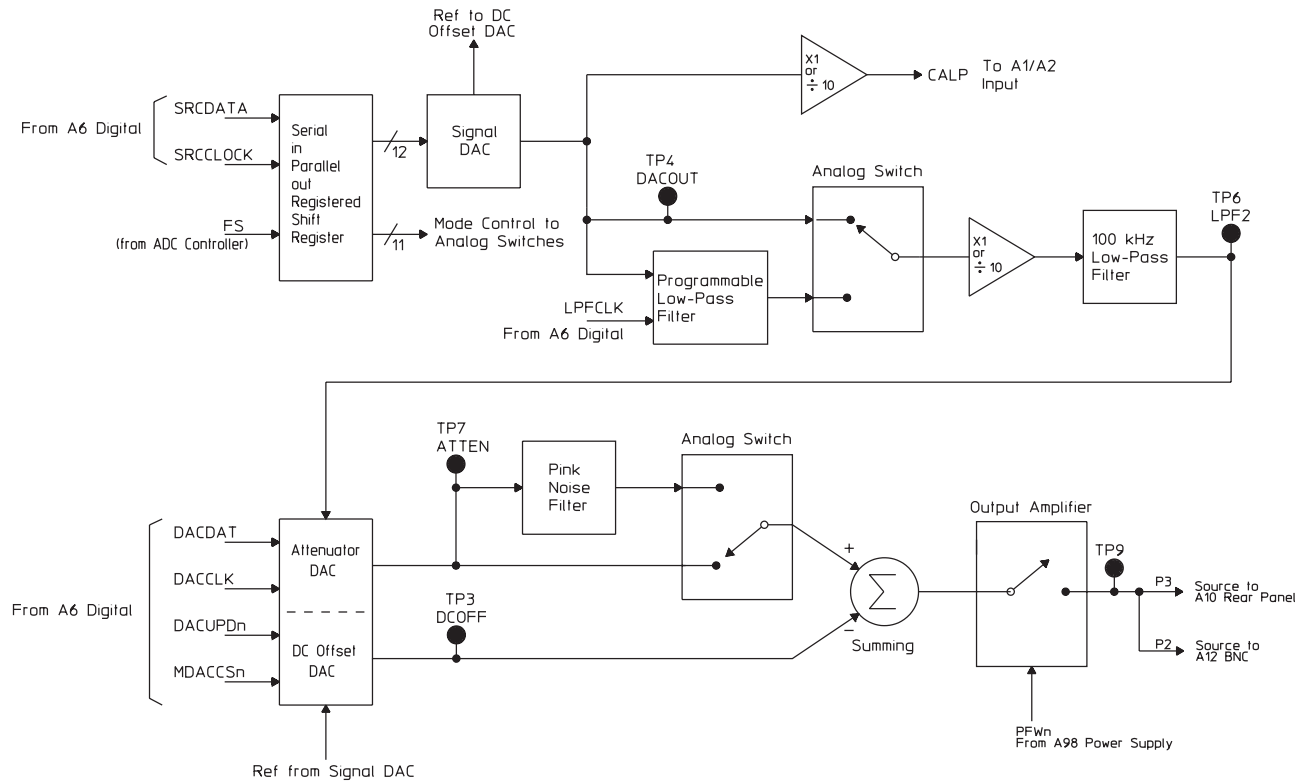 Ref to DC
Offset DAC
SRCDATA
From A6 Digital
SRCCLOCK
FS
(from ADC Controller)
Serial
in
Parallel
out
Registered
Shift
Register
12
11
Signal
DAC
Mode Control to
Analog Switches
X1
or
÷ 10
CALP
To A1/A2
Input
TP4
DACOUT
Analog Switch
Programmable
Low-Pass
Filter
LPFCLK
From A6 Digital
X1
or
÷ 10
100 kHz
Low-Pass
Filter
TP6
LPF2
TP7
ATTEN
Pink
Noise
Filter
Analog Switch
DACDAT
DACCLK
From A6 Digital
DACUPDn
MDACCSn
Attenuator
DAC
DC Offset
DAC
TP3
DCOFF
+
Σ
−
Summing
Output Amplifier
TP9
P3
Source to
A10 Rear Panel
P2
Source to
A12 BNC
PFWn
From A98 Power Supply
Ref from Signal DAC